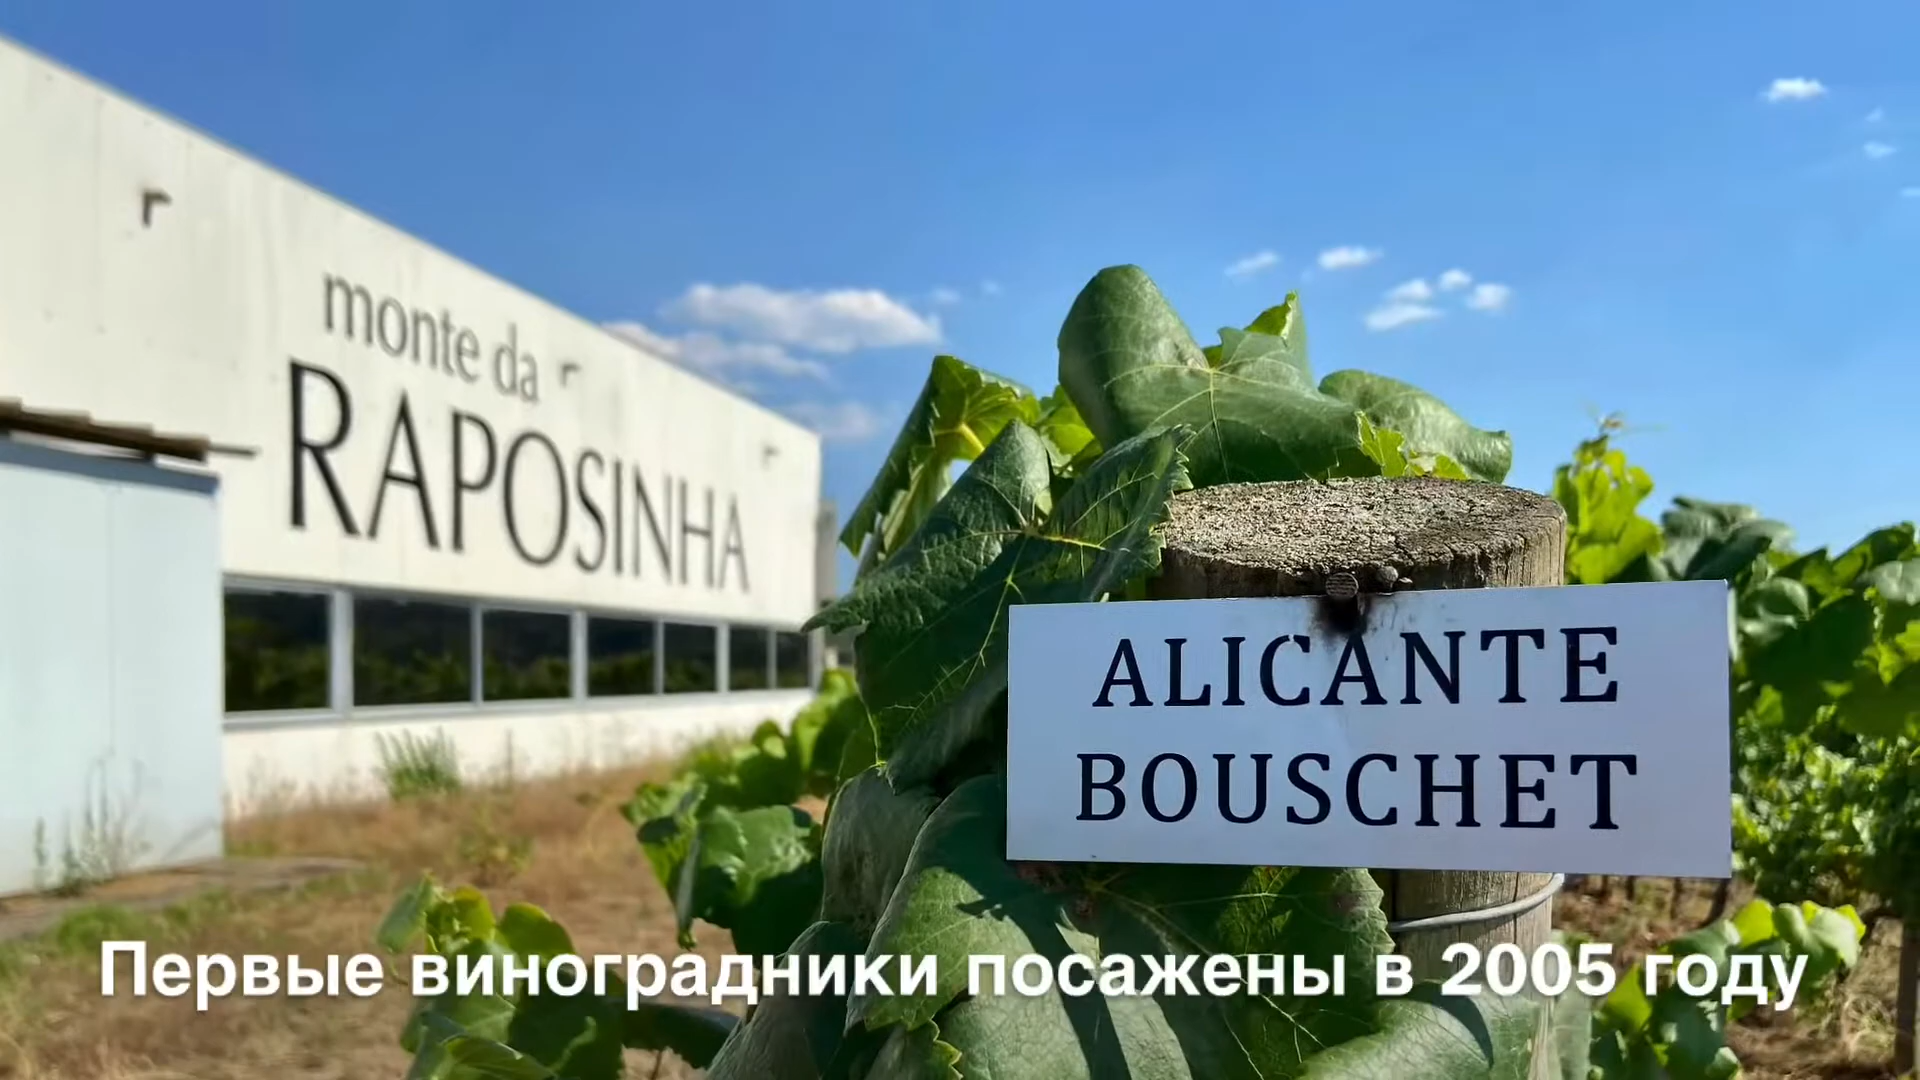 monte da
RAPOSINHA
ALICANTE
BOUSCHET
Первые виноградники посажены в 2005 году